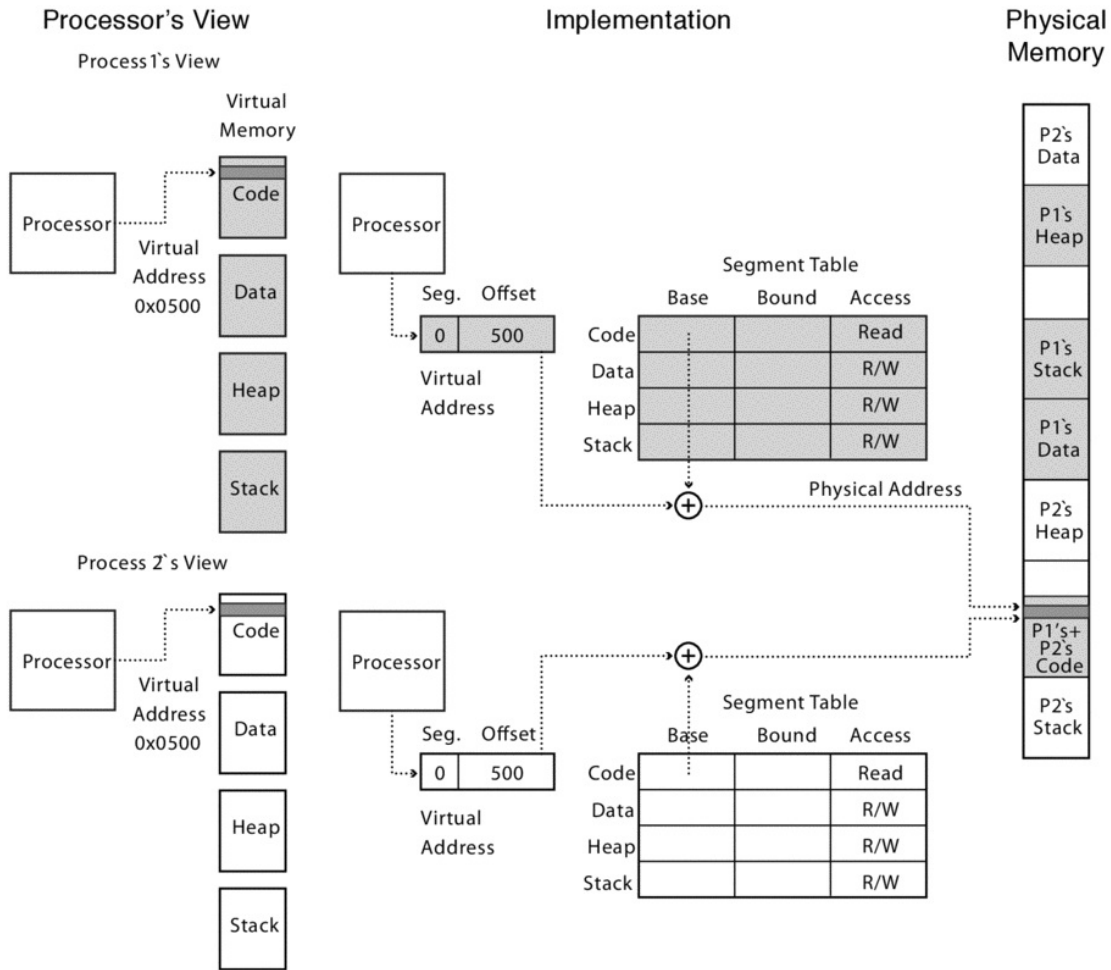 Processor's View
Implementation
Physical
Memory
Process 1`s View
Virtual
Memory
Processor
Virtual
Address
0x0500
Code
Data
Heap
Stack
Processor
Seg. Offset
0 500
Virtual
Address
Segment Table
Base Bound Access
Code Read
Data R/W
Heap R/W
Stack R/W
Physical Address
P2`s
Data
P1`s
Heap
P1`s
Stack
P1`s
Data
P2`s
Heap
P1's+
P2`s
Code
P2`s
Stack
Process 2`s View
Processor
Virtual
Address
0x0500
Code
Data
Heap
Stack
Processor
Seg. Offset
0 500
Virtual
Address
Segment Table
Base Bound Access
Code Read
Data R/W
Heap R/W
Stack R/W